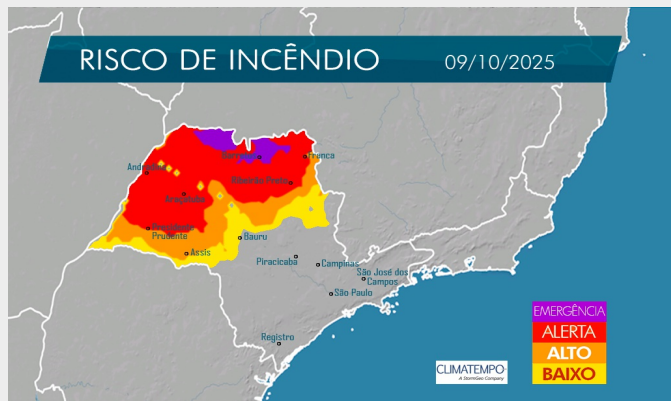 RISCO DE INCÊNDIO
09/10/2025
Barretos
Franca
Andradina
Ribeirão Preto
Araçatuba
Presidente
Prudente
Bauru
Assis
Piracicaba
Campinas
São José dos
Campos
São Paulo
Registro
EMERGÊNCIA
ALERTA
ALTO
BAIXO
CLIMATEMPO
A StormGeo Company